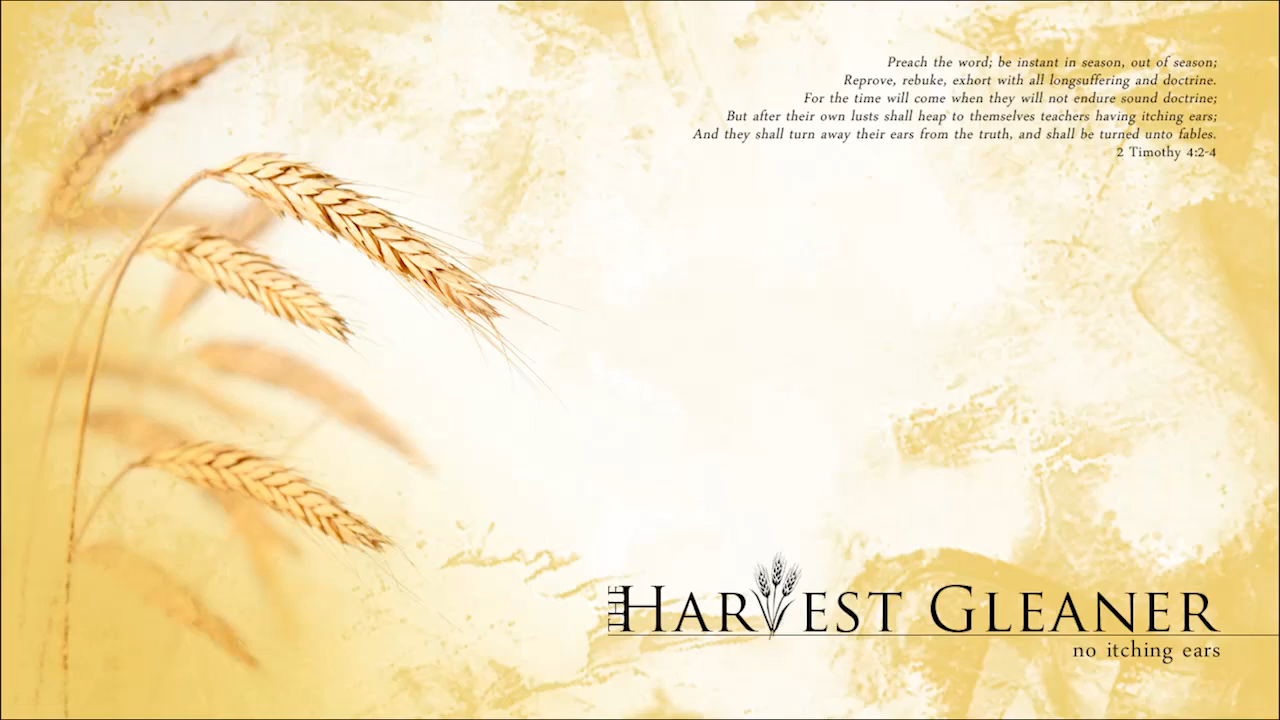 Preach the word; be instant in season, out of season;
Reprove, rebuke, exhort with all longsuffering and doctrine.
For the time will come when they will not endure sound doctrine;
But after their own lusts shall heap to themselves teachers having itching ears;
And they shall turn away their ears from the truth, and shall be turned unto fables.
2 Timothy 4:2-4
THE HARVEST GLEANER
no itching ears